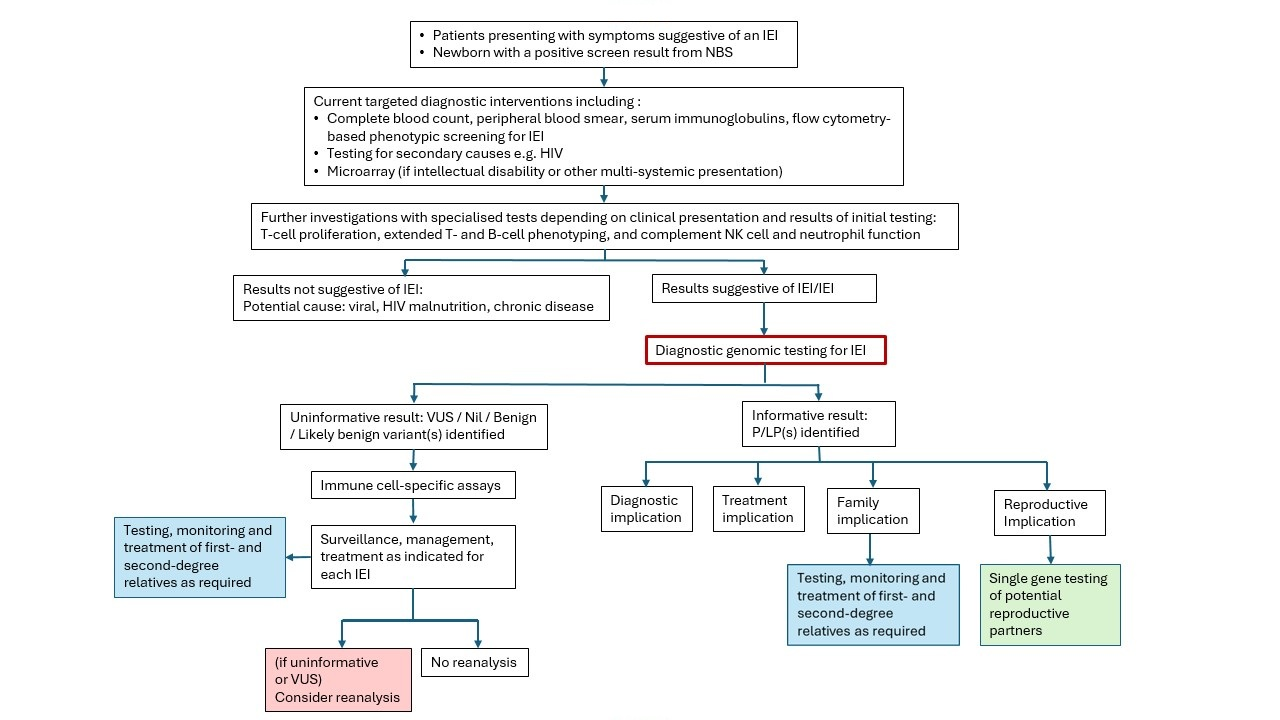 • Patients presenting with symptoms suggestive of an IEI
• Newborn with a positive screen result from NBS
Current targeted diagnostic interventions including :
• Complete blood count, peripheral blood smear, serum immunoglobulins, flow cytometry-
based phenotypic screening for IEI
• Testing for secondary causes e.g. HIV
• Microarray (if intellectual disability or other multi-systemic presentation)
Further investigations with specialised tests depending on clinical presentation and results of initial testing:
T-cell proliferation, extended T- and B-cell phenotyping, and complement NK cell and neutrophil function
Results not suggestive of IEI:
Potential cause: viral, HIV malnutrition, chronic disease
Results suggestive of IEI/IEI
Diagnostic genomic testing for IEI
Uninformative result: VUS / Nil / Benign
/ Likely benign variant(s) identified
Informative result:
P/LP(s) identified
Immune cell-specific assays
Diagnostic
implication
Treatment
implication
Family
implication
Reproductive
Implication
Testing, monitoring and
treatment of first- and
second-degree
relatives as required
Surveillance, management,
treatment as indicated for
each IEI
Testing, monitoring and
treatment of first- and
second-degree
relatives as required
Single gene testing
of potential
reproductive
partners
(if uninformative
or VUS)
Consider reanalysis
No reanalysis